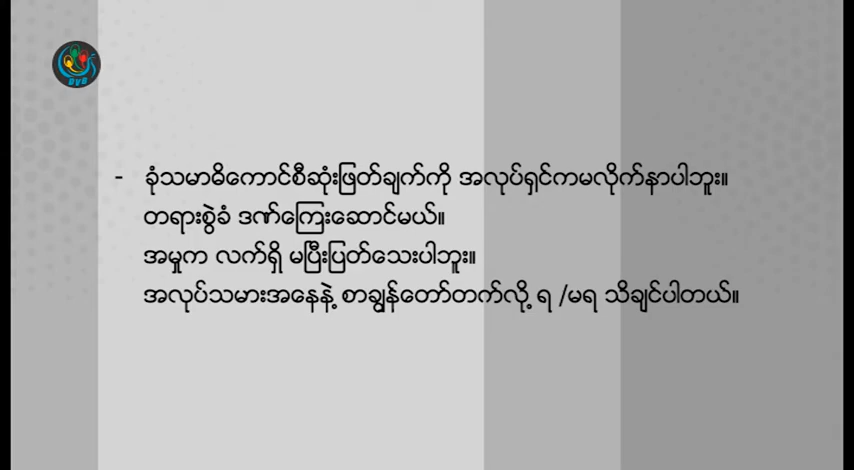 DVB
- ခုံသမာဓိကောင်စီဆုံးဖြတ်ချက်ကို အလုပ်ရှင်ကမလိုက်နာပါဘူး။
တရားစွဲခံ ဒဏ်ကြေးဆောင်မယ်။
အမှုက လက်ရှိ မပြီးပြတ်သေးပါဘူး။
အလုပ်သမားအနေနဲ့ စာချွန်တော်တက်လို့ ရ /မရ သိချင်ပါတယ်။